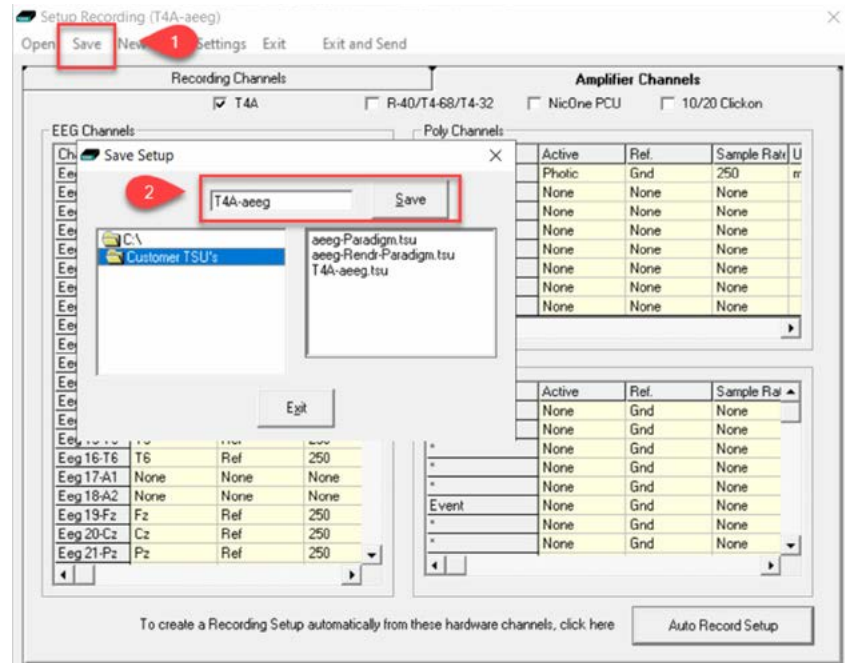 Setup Recording (T4A-aeeg)
Open Save New Settings Exit Exit and Send
1
Recording Channels Amplifier Channels
T4A R-40/T4-68/T4-32 NicOne PCU 10/20 Clickon
EEG Channels Poly Channels
Save Setup
Active Ref. Sample Rate U
Photic Gnd 250
None None None
None None None
None None None
None None None
None None None
None None None
None None None
2
T4A-aeeg Save
C:\
Customer TSU's
aeeg-Paradigm.tsu
aeeg-Rendr-Paradigm.tsu
T4A-aeeg.tsu
Exit
Active Ref. Sample Rat
None Gnd None
None Gnd None
* None Gnd None
Eeg 16-T6 T6 Ref 250 * None Gnd None
Eeg 17-A1 None None None * None Gnd None
Eeg 18-A2 None None None Event None Gnd None
Eeg 19-Fz Fz Ref 250 * None Gnd None
Eeg 20-Cz Cz Ref 250 * None Gnd None
Eeg 21-Pz Pz Ref 250
To create a Recording Setup automatically from these hardware channels, click here Auto Record Setup